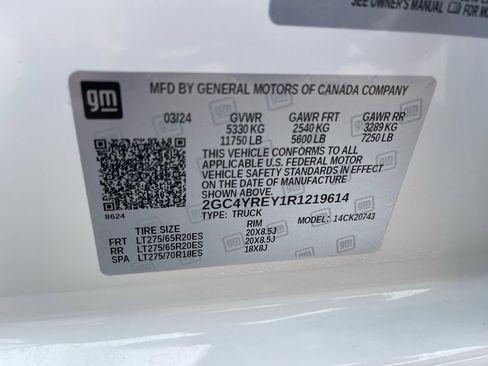 SEE OWNER'S MANUAL
gm
MFD BY GENERAL MOTORS OF CANADA COMPANY
03/24 GVWR GAWR FRT GAWR RR
5330 KG 2540 KG 3289 KG
11750 LB 5600 LB 7250 LB
THIS VEHICLE CONFORMS TO ALL
APPLICABLE U.S. FEDERAL MOTOR
VEHICLE SAFETY STANDARDS IN EFFECT ON
THE DATE OF MANUFACTURE
SHOWN ABOVE.
2GC4YREY1R1219614
8624 TYPE: TRUCK MODEL: 14CK20743
TIRE SIZE RIM
FRT LT275/65R20ES 20X8.5J
RR LT275/65R20ES 20X8.5J
SPA LT275/70R18ES 18X8J